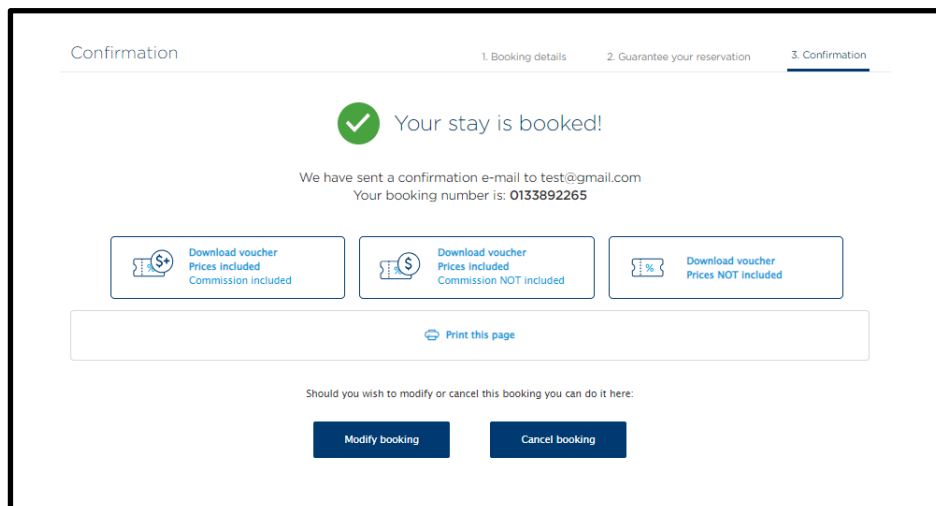 Confirmation
1. Booking details
2. Guarantee your reservation
3. Confirmation
Your stay is booked!
We have sent a confirmation e-mail to test@gmail.com
Your booking number is: 0133892265
$+
%
Download voucher
Prices included
Commission included
$
%
Download voucher
Prices included
Commission NOT included
%
Download voucher
Prices NOT included
Print this page
Should you wish to modify or cancel this booking you can do it here:
Modify booking
Cancel booking